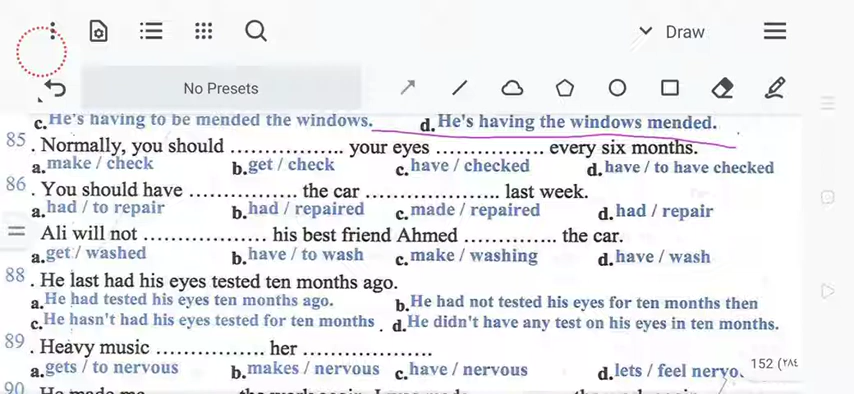 Draw
No Presets
c. He's having to be mended the windows. d. He's having the windows mended.
85 . Normally, you should ................. your eyes ................. every six months.
a. make / check b. get / check c. have / checked d. have / to have checked
86 . You should have ................. the car ..................... last week.
a. had / to repair b. had / repaired c. made / repaired d. had / repair
Ali will not ................... his best friend Ahmed .............. the car.
a. get / washed b. have / to wash c. make / washing d. have / wash
88 . He last had his eyes tested ten months ago.
a. He had tested his eyes ten months ago. b. He had not tested his eyes for ten months then
c. He hasn't had his eyes tested for ten months . d. He didn't have any test on his eyes in ten months.
89 . Heavy music ................. her ....................
a. gets / to nervous b. makes / nervous c. have / nervous d. lets / feel nervo
152 (٢٨٤
90 . He made me